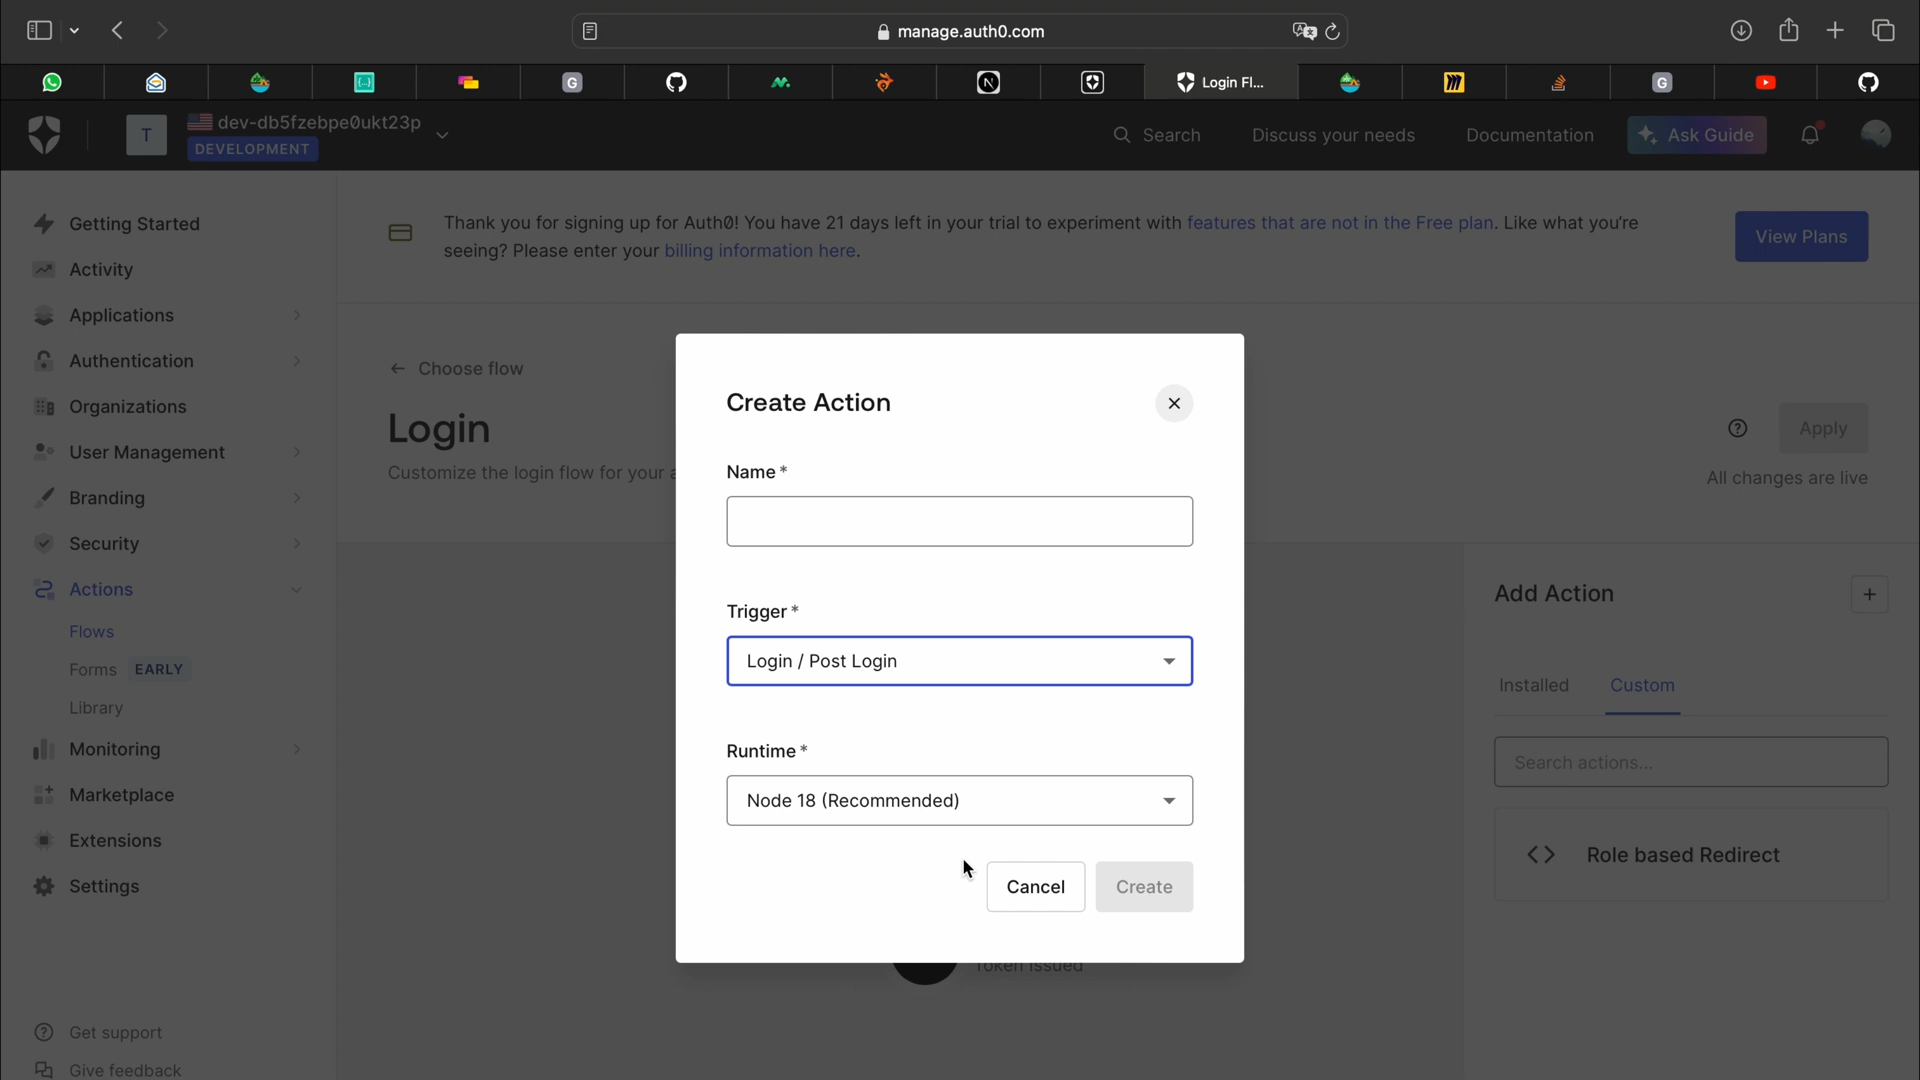 manage.auth0.com
G
N
Login Fl...
G
T
dev-db5fzebpe0ukt23p
DEVELOPMENT
Search
Discuss your needs
Documentation
Ask Guide
Getting Started
Activity
Applications
Authentication
Organizations
User Management
Branding
Security
Actions
Flows
Forms EARLY
Library
Monitoring
Marketplace
Extensions
Settings
Get support
Give feedback
Thank you for signing up for Auth0! You have 21 days left in your trial to experiment with features that are not in the Free plan. Like what you're
seeing? Please enter your billing information here.
View Plans
Choose flow
Login
Customize the login flow for your a
Apply
All changes are live
Create Action
Name *
Trigger *
Login / Post Login
Runtime *
Node 18 (Recommended)
Cancel
Create
Token Issued
Add Action
Installed
Custom
Search actions...
Role based Redirect